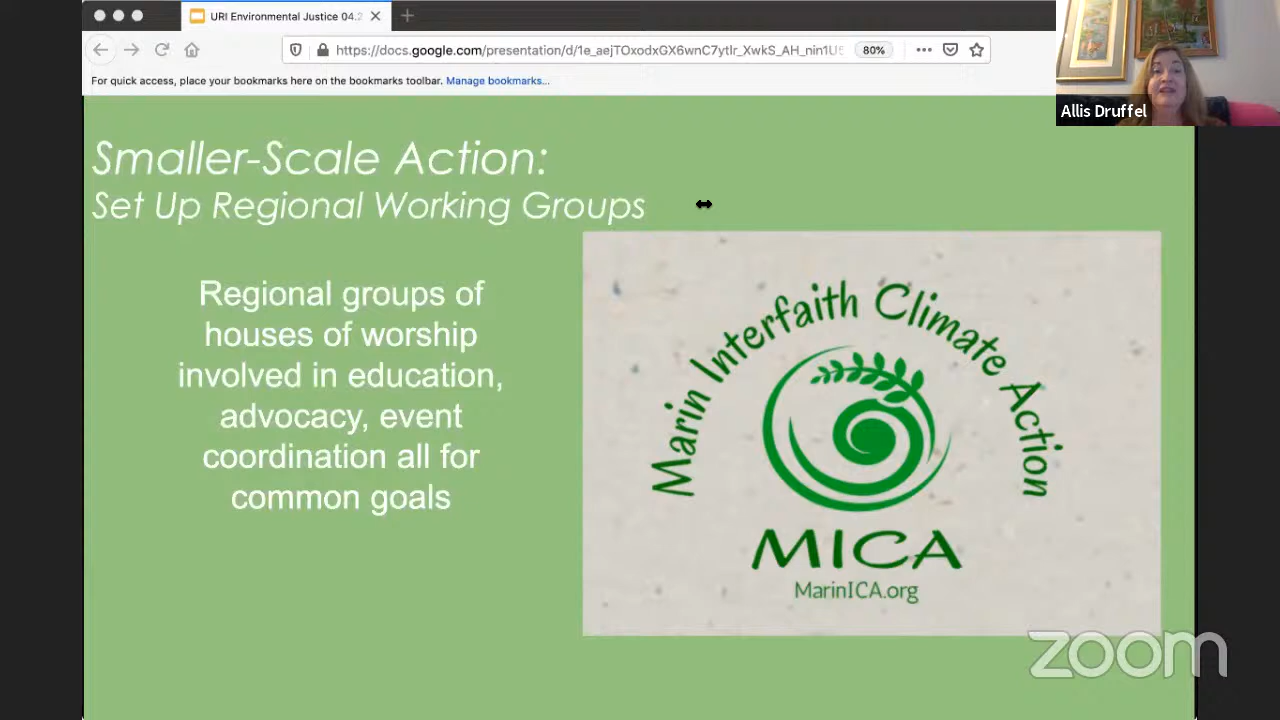 URI Environmental Justice 04.2
https://docs.google.com/presentation/d/1e_aejTOxodxGX6wnC7ytIr_XwkS_AH_nin1U5
80%
For quick access, place your bookmarks here on the bookmarks toolbar. Manage bookmarks...
Allis Druffel
Smaller-Scale Action:
Set Up Regional Working Groups
Regional groups of
houses of worship
involved in education,
advocacy, event
coordination all for
common goals
Marin Interfaith Climate Action
MICA
MarinICA.org
zoom